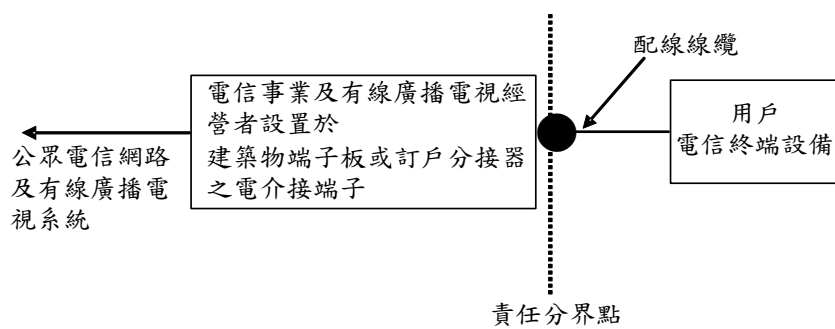 配線線纜
電信事業及有線廣播電視經
營者設置於
建築物端子板或訂戶分接器
之電介接端子
用戶
電信終端設備
公眾電信網路
及有線廣播電
視系統
責任分界點